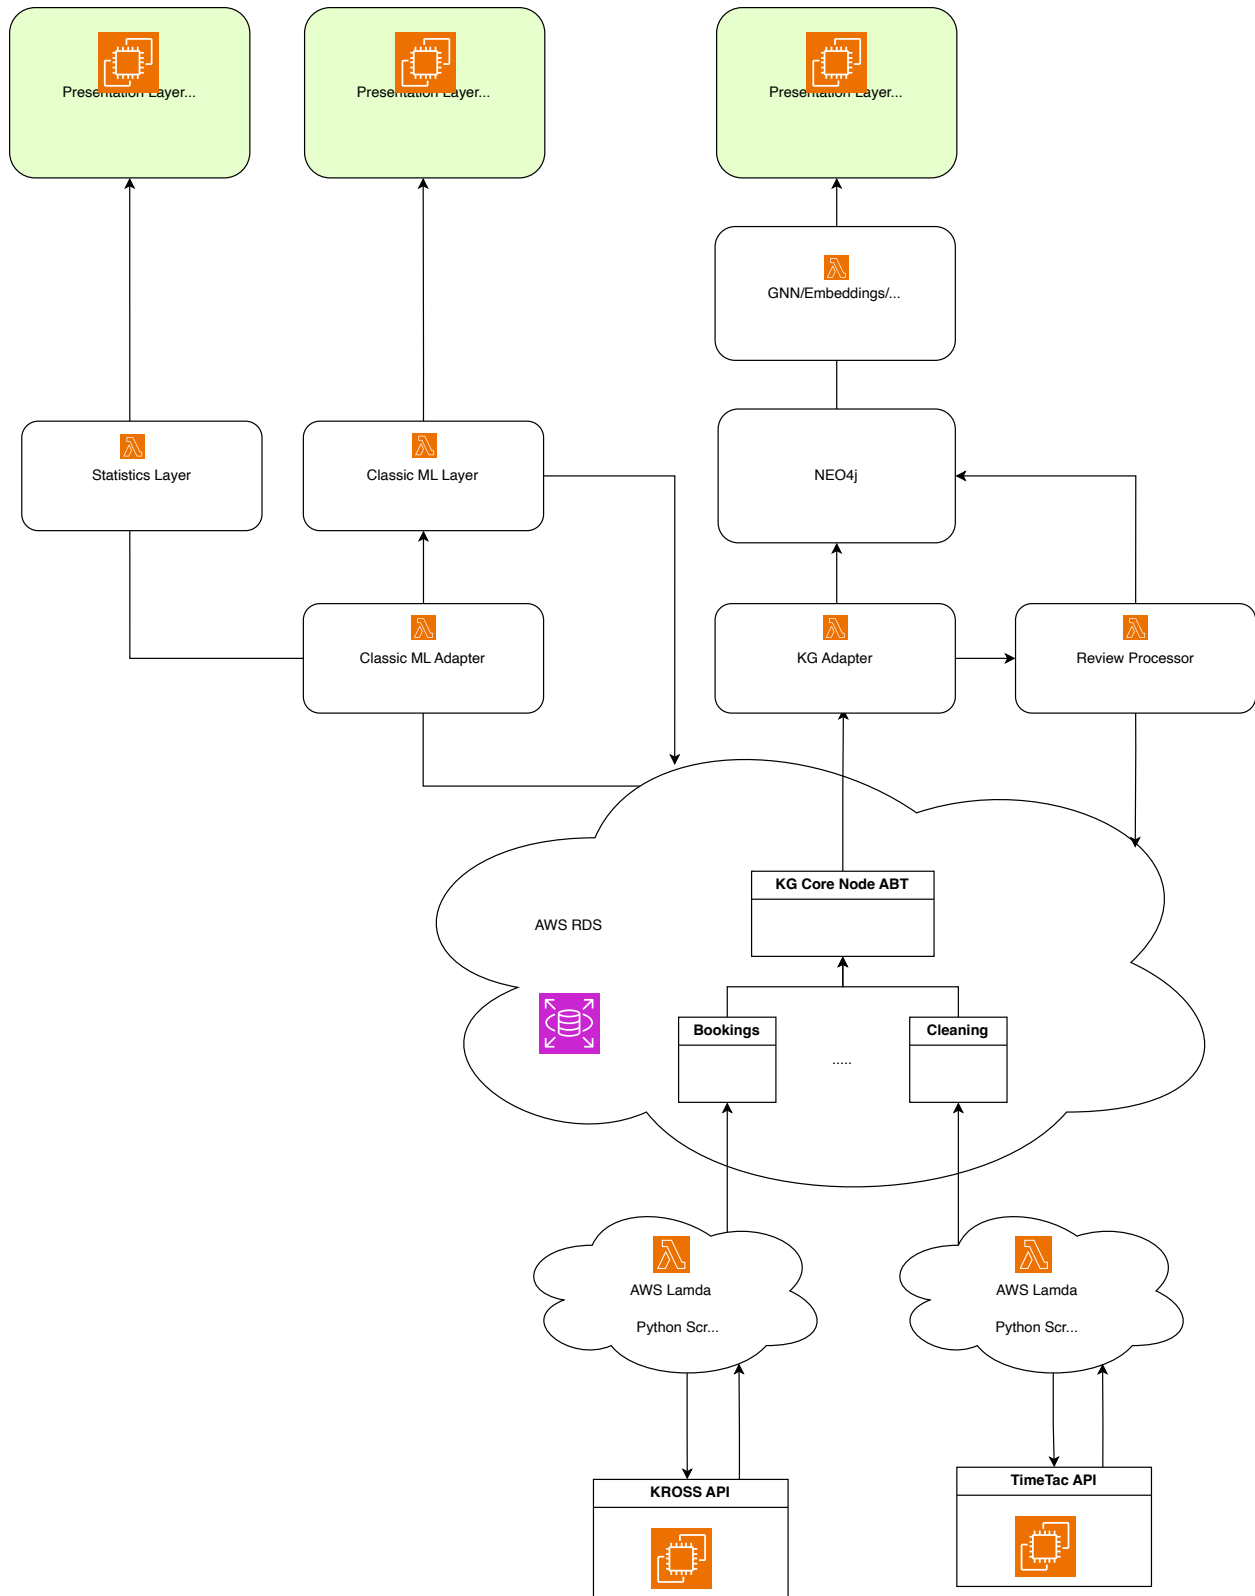 Presentation Layer...
Presentation Layer...
Presentation Layer...
GNN/Embeddings/...
Statistics Layer
Classic ML Layer
NEO4j
Classic ML Adapter
KG Adapter
Review Processor
KG Core Node ABT
AWS RDS
Bookings
.....
Cleaning
AWS Lamda
Python Scr...
AWS Lamda
Python Scr...
KROSS API
TimeTac API